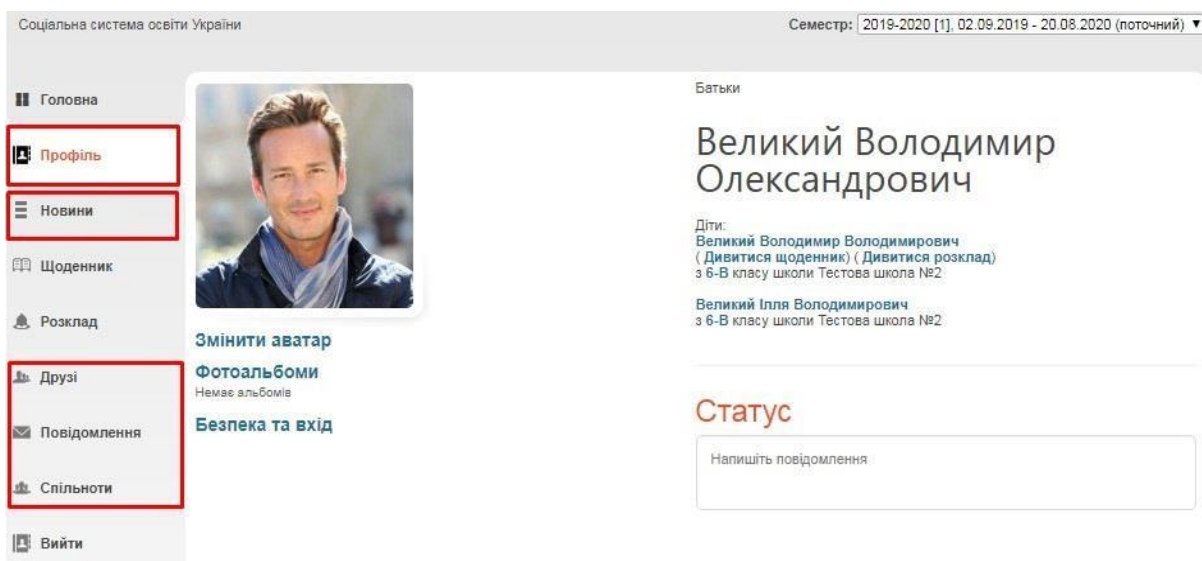 Соціальна система освіти України
Семестр: 2019-2020 [1], 02.09.2019 - 20.08.2020 (поточний)
Головна
Профіль
Новини
Щоденник
Розклад
Друзі
Повідомлення
Спільноти
Вийти
Змінити аватар
Фотоальбоми
Немає альбомів
Безпека та вхід
Батьки
Великий Володимир
Олександрович
Діти:
Великий Володимир Володимирович
( Дивитися щоденник) ( Дивитися розклад)
з 6-В класу школи Тестова школа №2
Великий Ілля Володимирович
з 6-В класу школи Тестова школа №2
Статус
Напишіть повідомлення